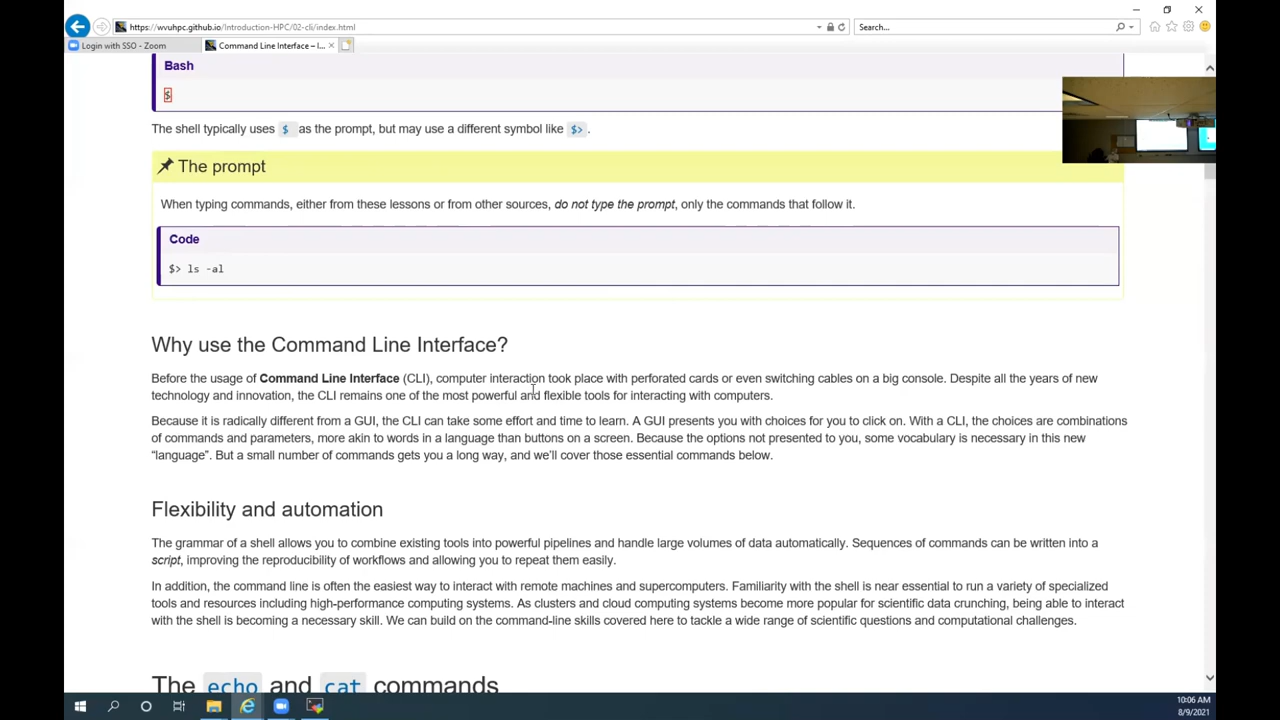 https://wvuhpc.github.io/Introduction-HPC/02-cli/index.html
Search...
Login with SSO - Zoom
Command Line Interface – I...
Bash
$
The shell typically uses $ as the prompt, but may use a different symbol like $>.
The prompt
When typing commands, either from these lessons or from other sources, do not type the prompt, only the commands that follow it.
Code
$> ls -al
Why use the Command Line Interface?
Before the usage of Command Line Interface (CLI), computer interaction took place with perforated cards or even switching cables on a big console. Despite all the years of new
technology and innovation, the CLI remains one of the most powerful and flexible tools for interacting with computers.
Because it is radically different from a GUI, the CLI can take some effort and time to learn. A GUI presents you with choices for you to click on. With a CLI, the choices are combinations
of commands and parameters, more akin to words in a language than buttons on a screen. Because the options not presented to you, some vocabulary is necessary in this new
“language”. But a small number of commands gets you a long way, and we’ll cover those essential commands below.
Flexibility and automation
The grammar of a shell allows you to combine existing tools into powerful pipelines and handle large volumes of data automatically. Sequences of commands can be written into a
script, improving the reproducibility of workflows and allowing you to repeat them easily.
In addition, the command line is often the easiest way to interact with remote machines and supercomputers. Familiarity with the shell is near essential to run a variety of specialized
tools and resources including high-performance computing systems. As clusters and cloud computing systems become more popular for scientific data crunching, being able to interact
with the shell is becoming a necessary skill. We can build on the command-line skills covered here to tackle a wide range of scientific questions and computational challenges.
The echo and cat commands
10:06 AM
8/9/2021